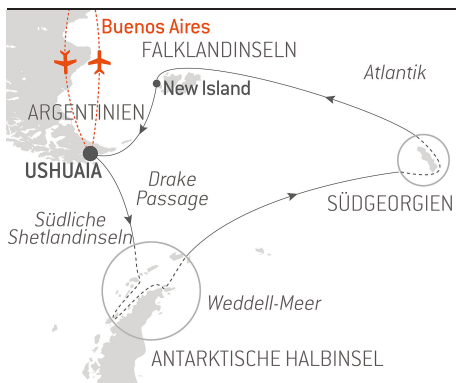 Buenos Aires
FALKLANDINSELN
Atlantik
New Island
ARGENTINIEN
USHUAIA
Drake
Passage
SÜDGEORGIEN
Südliche
Shetlandinseln
Weddell-Meer
ANTARKTISCHE HALBINSEL